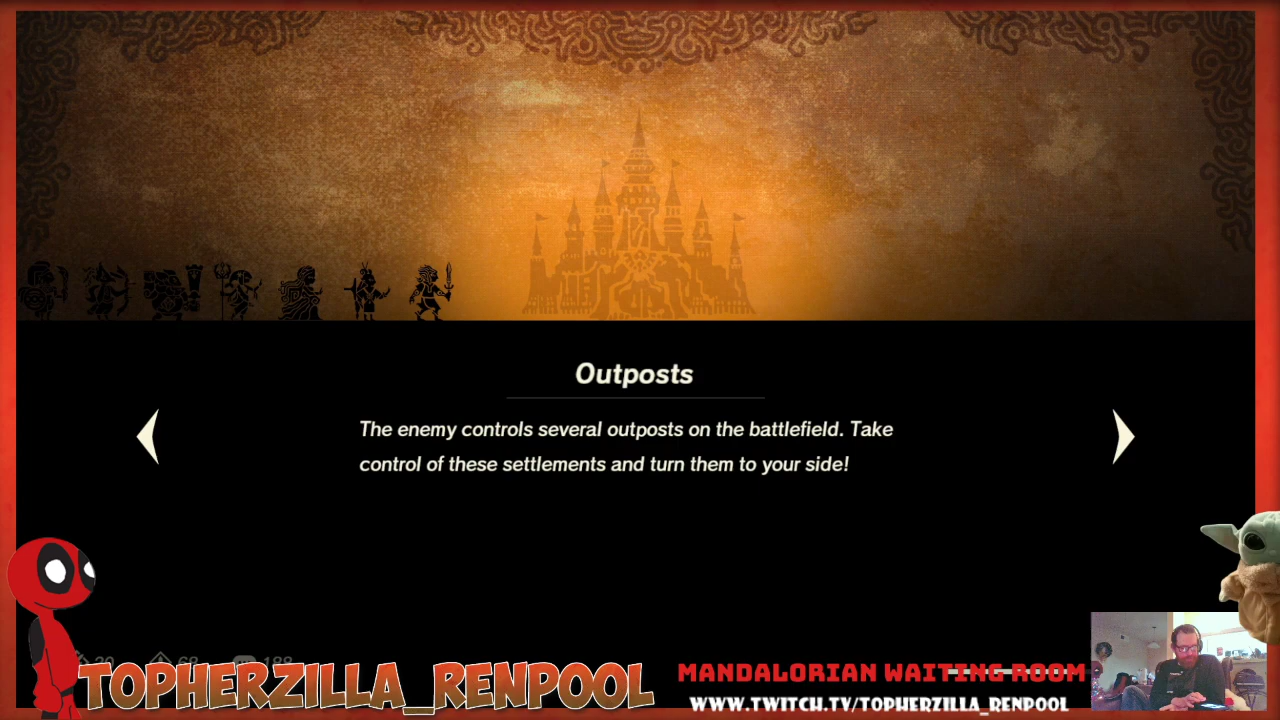 Outposts
The enemy controls several outposts on the battlefield. Take
control of these settlements and turn them to your side!
TOPHERZILLA_RENPOOL
MANDALORIAN WAITING ROOM
WWW.TWITCH.TV/TOPHERZILLA_RENPOOL